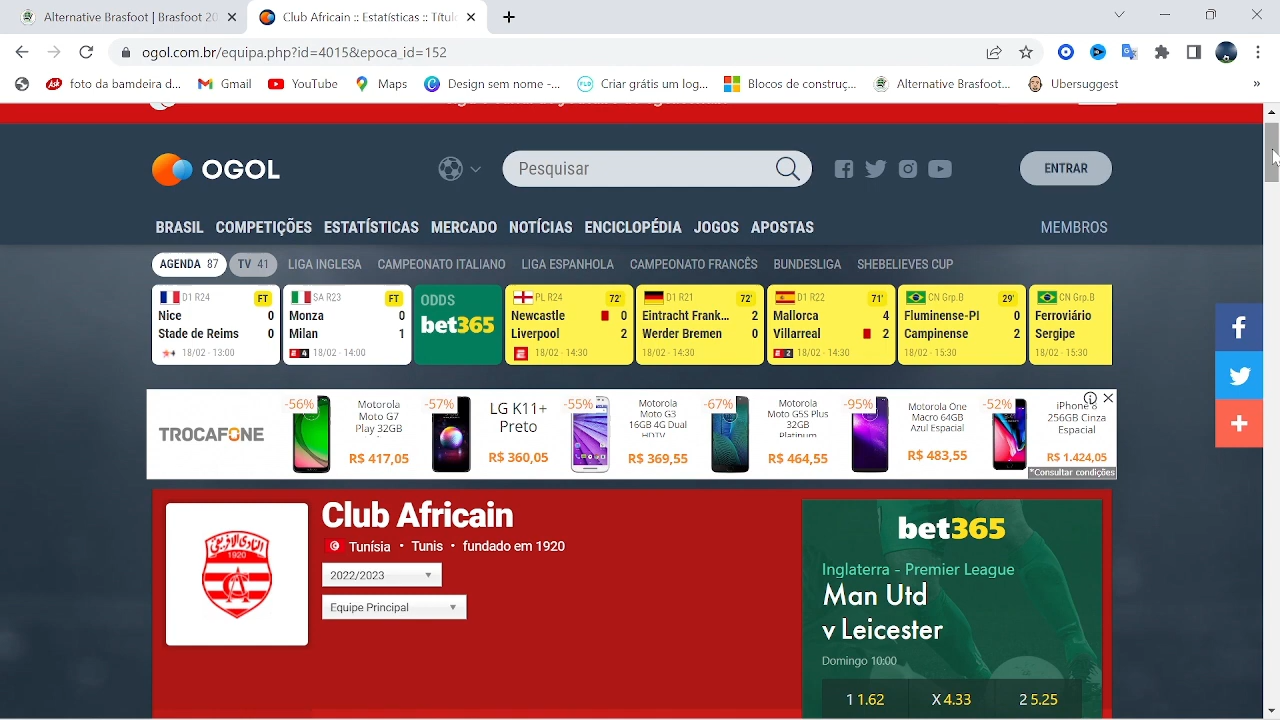 Alternative Brasfoot | Brasfoot 20
Club Africain :: Estatísticas :: Títulc
ogol.com.br/equipa.php?id=4015&epoca_id=152
foto da bamdeira d...
Gmail
YouTube
Maps
Design sem nome -...
Criar grátis um log...
Blocos de construç...
Alternative Brasfoot...
Ubersuggest
»
OGOL
Pesquisar
ENTRAR
BRASIL COMPETIÇÕES ESTATÍSTICAS MERCADO NOTÍCIAS ENCICLOPÉDIA JOGOS APOSTAS MEMBROS
AGENDA 87 TV 41 LIGA INGLESA CAMPEONATO ITALIANO LIGA ESPANHOLA CAMPEONATO FRANCÊS BUNDESLIGA SHEBELIEVES CUP
D1 R24 FT
Nice 0
Stade de Reims 0
18/02 · 13:00
SA R23 FT
Monza 0
Milan 1
4 18/02 · 14:00
ODDS
bet365
PL R24 72'
Newcastle 0
Liverpool 2
18/02 · 14:30
D1 R21 72'
Eintracht Frank... 2
Werder Bremen 0
18/02 · 14:30
D1 R22 71'
Mallorca 4
Villarreal 2
2 18/02 · 14:30
CN Grp.B 29'
Fluminense-PI 0
Campinense 2
18/02 · 15:30
CN Grp.B
Ferroviário
Sergipe
18/02 · 15:30
TROCAFONE
-56%
Motorola
Moto G7
Play 32GB
R$ 417,05
-57%
LG K11+
Preto
R$ 360,05
-55%
Motorola
Moto G3
16GB 4G Dual
HDTV
R$ 369,55
-67%
Motorola
Moto G5S Plus
32GB
Platinum
R$ 464,55
-95%
Motorola One
Macro 64GB
Azul Espacial
R$ 483,55
-52%
iPhone 8
256GB Cinza
Espacial
R$ 1.424,05
*Consultar condições
النادي الإفريقي
1920
Club Africain
Tunísia • Tunis • fundado em 1920
2022/2023
Equipe Principal
bet365
Inglaterra - Premier League
Man Utd
v Leicester
Domingo 10:00
1 1.62 X 4.33 2 5.25